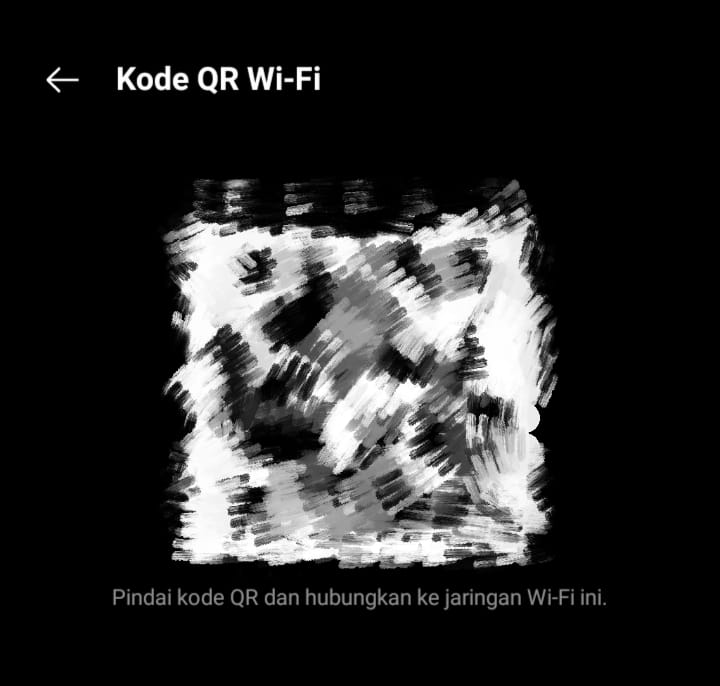 Kode QR Wi-Fi
Pindai kode QR dan hubungkan ke jaringan Wi-Fi ini.